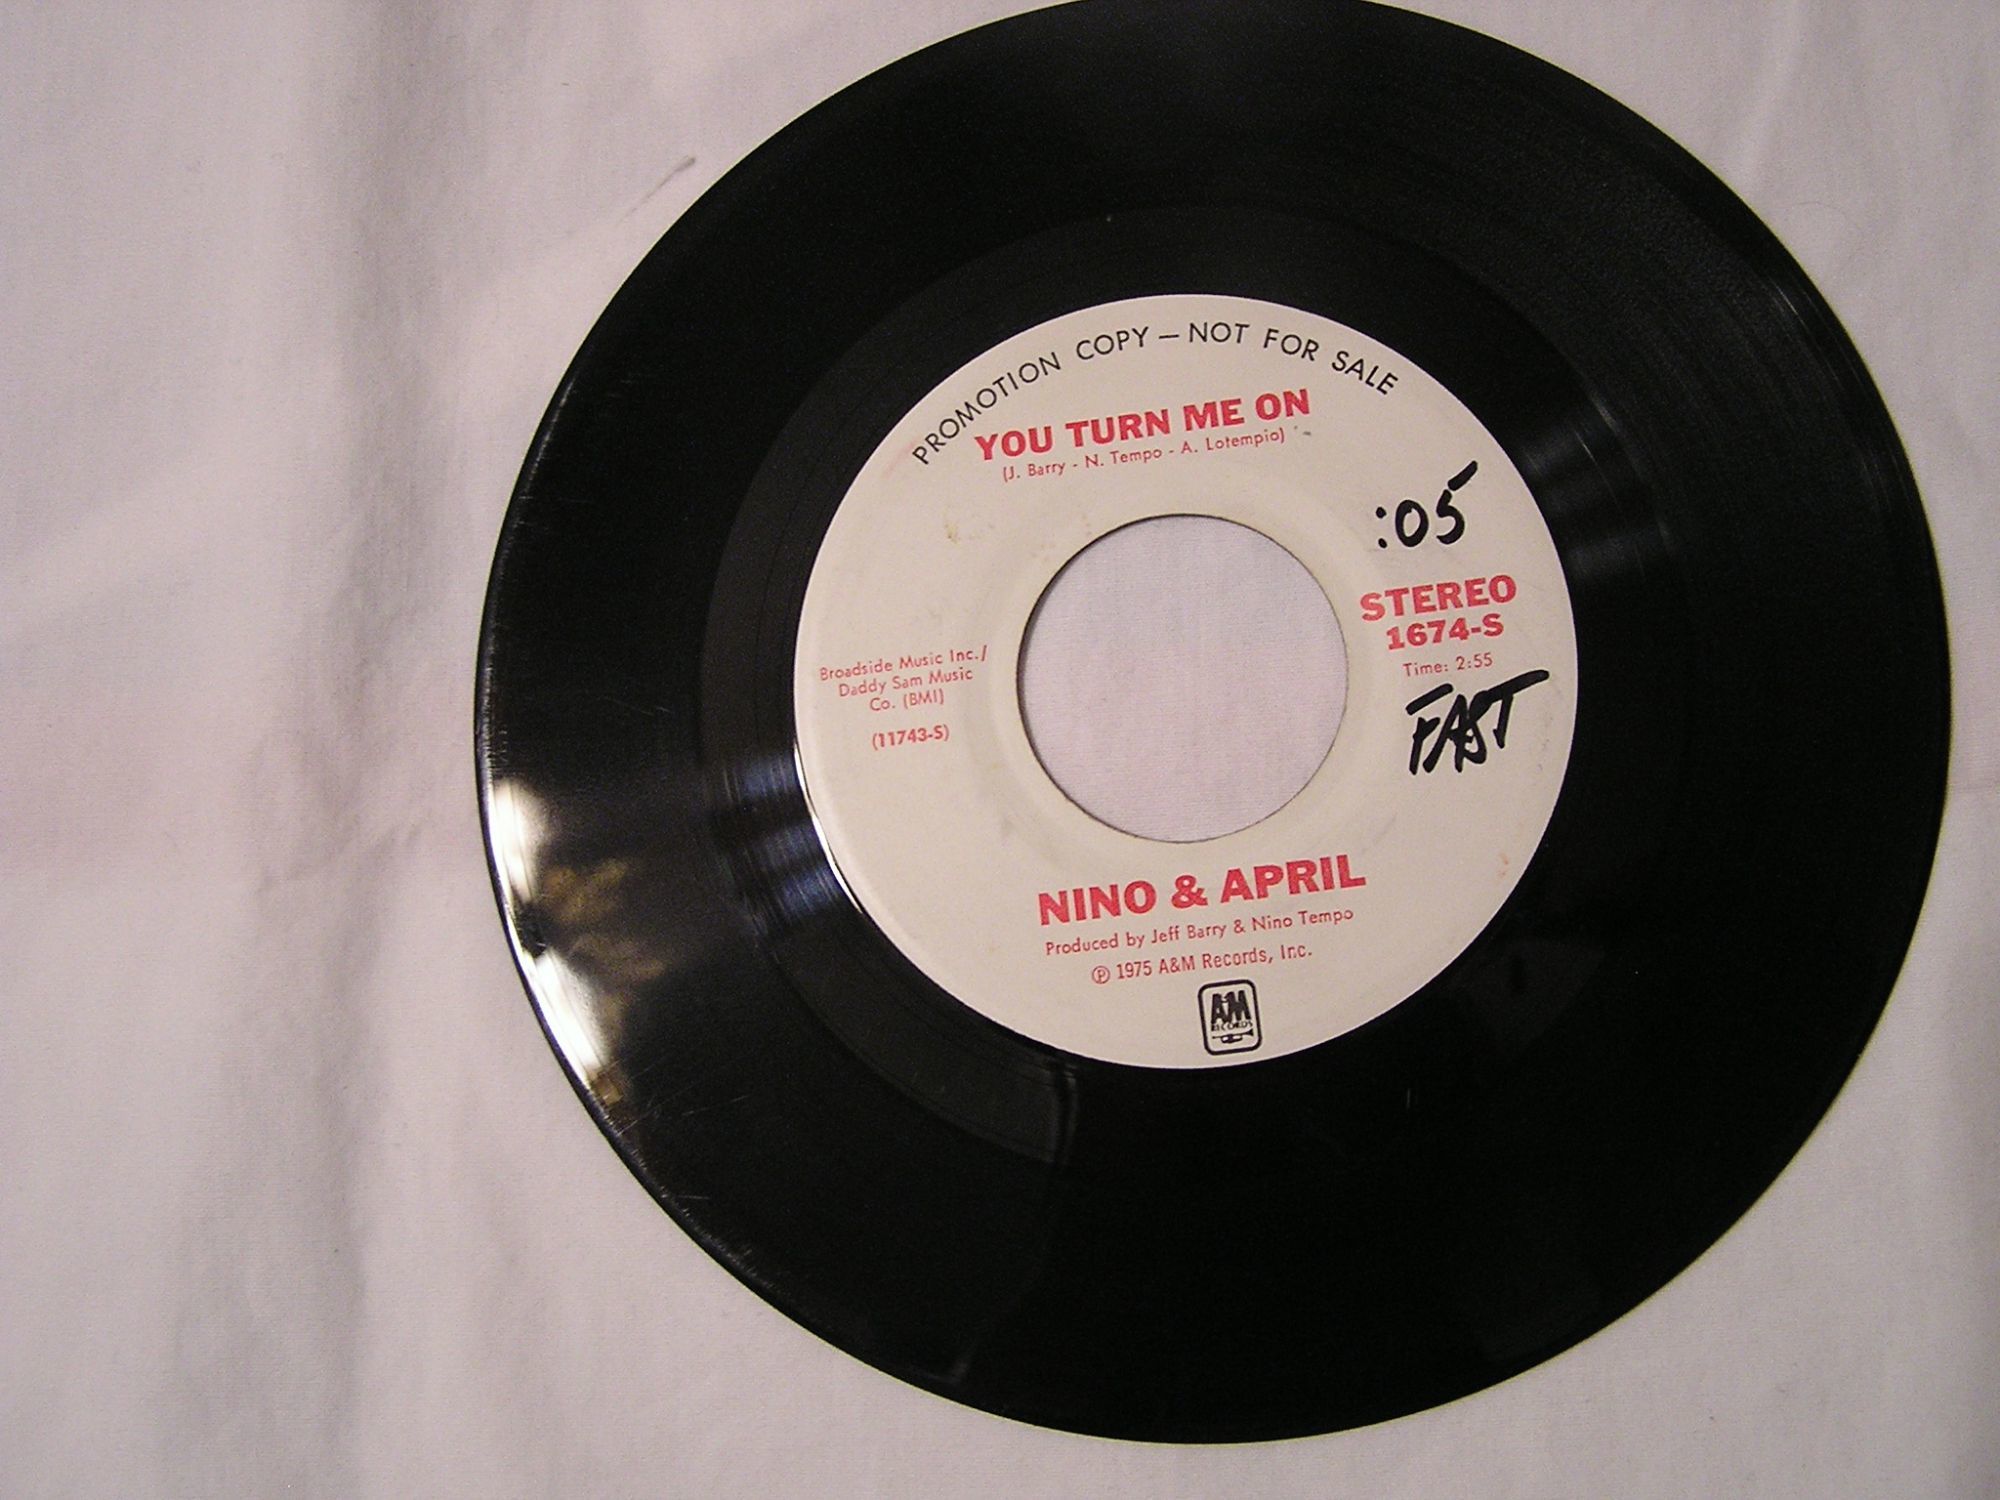 PROMOTION COPY — NOT FOR SALE
YOU TURN ME ON
(J. Barry - N. Tempo - A. Lotempio)
:05
STEREO
1674-S
Time: 2:55
FAST
Broadside Music Inc./
Daddy Sam Music
Co. (BMI)
(11743-S)
NINO & APRIL
Produced by Jeff Barry & Nino Tempo
℗ 1975 A&M Records, Inc.
A&M
RECORDS